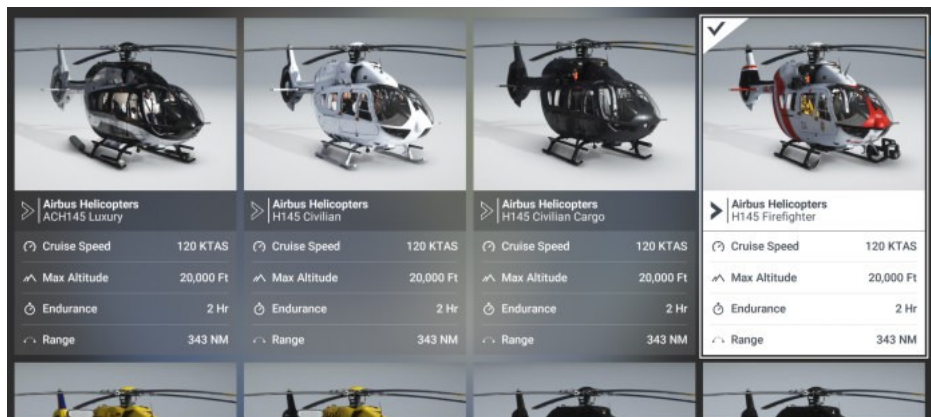 Airbus Helicopters
ACH145 Luxury
Cruise Speed 120 KTAS
Max Altitude 20,000 Ft
Endurance 2 Hr
Range 343 NM
Airbus Helicopters
H145 Civilian
Cruise Speed 120 KTAS
Max Altitude 20,000 Ft
Endurance 2 Hr
Range 343 NM
Airbus Helicopters
H145 Civilian Cargo
Cruise Speed 120 KTAS
Max Altitude 20,000 Ft
Endurance 2 Hr
Range 343 NM
Airbus Helicopters
H145 Firefighter
Cruise Speed 120 KTAS
Max Altitude 20,000 Ft
Endurance 2 Hr
Range 343 NM